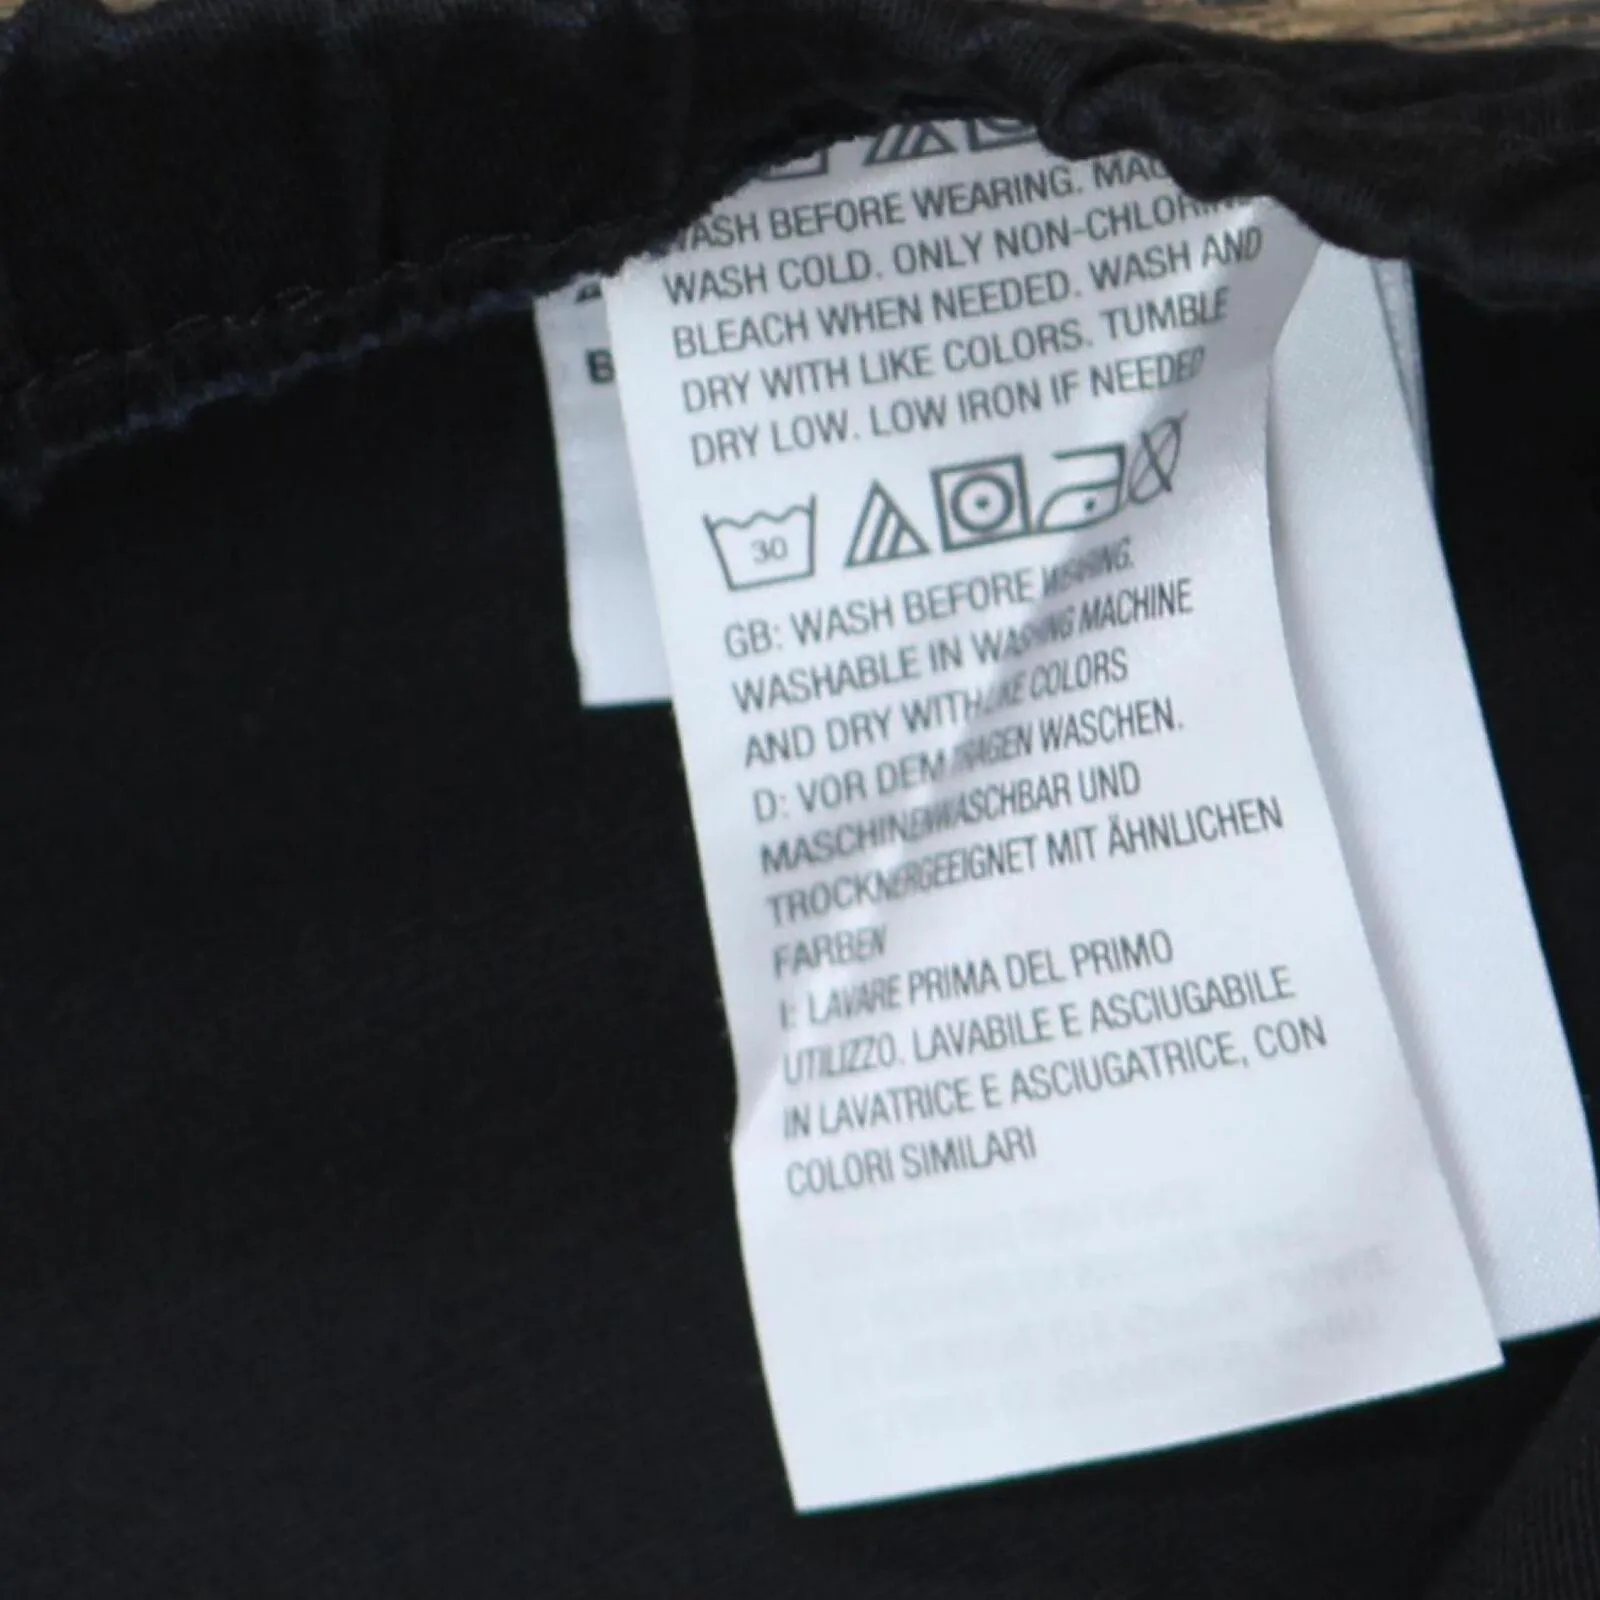 WASH BEFORE WEARING.
WASH COLD. ONLY NON-CHLORINE
BLEACH WHEN NEEDED. WASH AND
DRY WITH LIKE COLORS. TUMBLE
DRY LOW. LOW IRON IF NEEDED
30
GB: WASH BEFORE WEARING.
WASHABLE IN WASHING MACHINE
AND DRY WITH LIKE COLORS
D: VOR DEM TRAGEN WASCHEN.
MASCHINENWASCHBAR UND
TROCKNERGEEIGNET MIT ÄHNLICHEN
FARBEN
I: LAVARE PRIMA DEL PRIMO
UTILIZZO. LAVABILE E ASCIUGABILE
IN LAVATRICE E ASCIUGATRICE, CON
COLORI SIMILARI